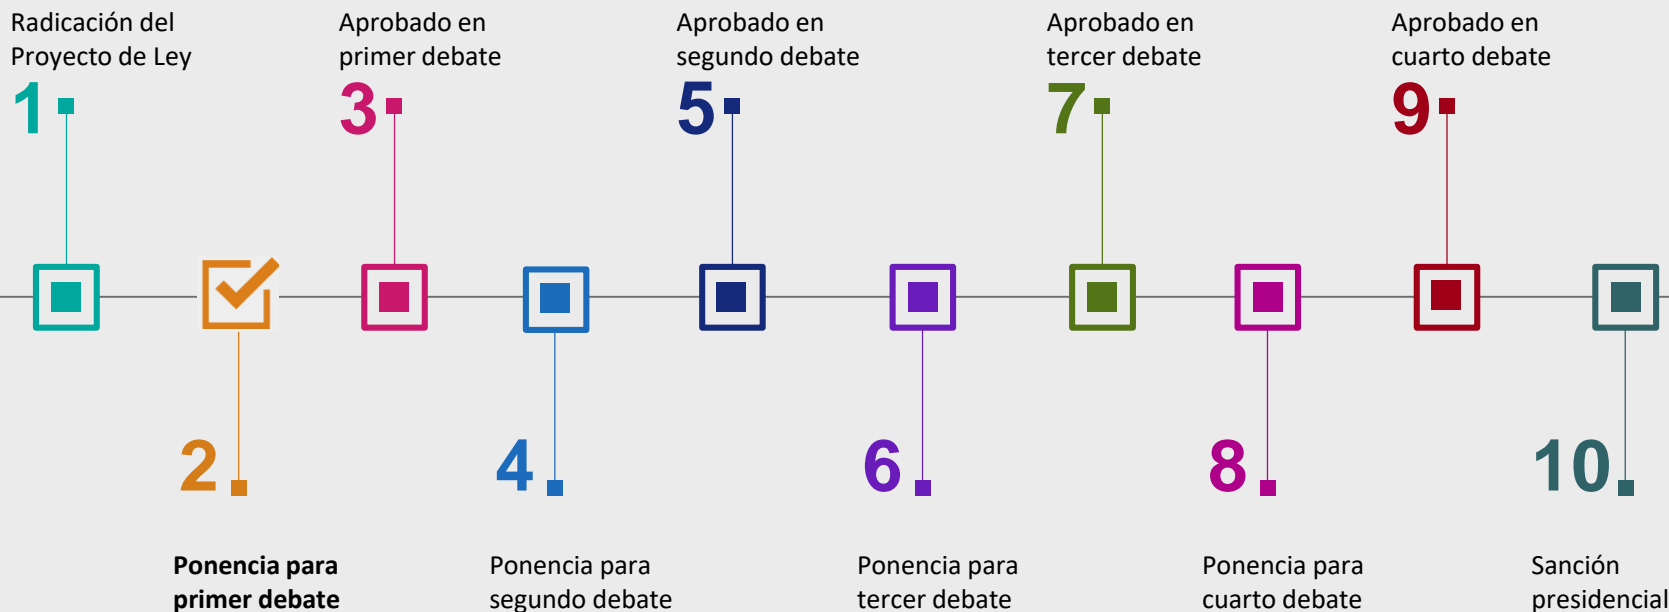 Radicación del
Proyecto de Ley
1
Ponencia para
primer debate
2
Aprobado en
primer debate
3
Ponencia para
segundo debate
4
Aprobado en
segundo debate
5
Ponencia para
tercer debate
6
Aprobado en
tercer debate
7
Ponencia para
cuarto debate
8
Aprobado en
cuarto debate
9
Sanción
presidencial
10